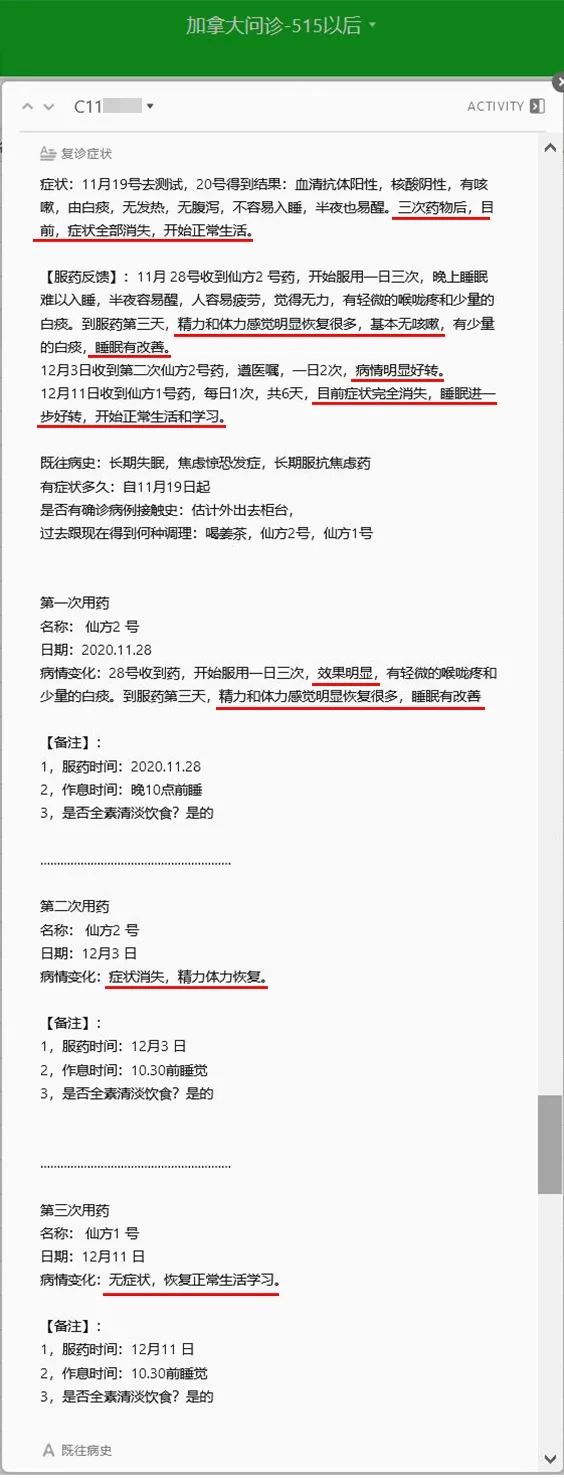 加拿大问诊-515以后
C11
ACTIVITY
复诊症状
症状：11月19号去测试，20号得到结果：血清抗体阳性，核酸阴性，有咳
嗽，由白痰，无发热，无腹泻，不容易入睡，半夜也易醒。三次药物后，目
前，症状全部消失，开始正常生活。
【服药反馈】：11月 28号收到仙方2 号药，开始服用一日三次，晚上睡眠
难以入睡，半夜容易醒，人容易疲劳，觉得无力，有轻微的喉咙疼和少量的
白痰。到服药第三天，精力和体力感觉明显恢复很多，基本无咳嗽，有少量
的白痰，睡眠有改善。
12月3日收到第二次仙方2号药，遵医嘱，一日2次，病情明显好转。
12月11日收到仙方1号药，每日1次，共6天，目前症状完全消失，睡眠进一
步好转，开始正常生活和学习。
既往病史：长期失眠，焦虑惊恐发症，长期服抗焦虑药
有症状多久：自11月19日起
是否有确诊病例接触史：估计外出去柜台，
过去跟现在得到何种调理：喝姜茶，仙方2号，仙方1号
第一次用药
名称： 仙方2 号
日期：2020.11.28
病情变化：28号收到药，开始服用一日三次，效果明显，有轻微的喉咙疼和
少量的白痰。到服药第三天，精力和体力感觉明显恢复很多，睡眠有改善
【备注】：
1，服药时间：2020.11.28
2，作息时间：晚10点前睡
3，是否全素清淡饮食？是的
第二次用药
名称： 仙方2 号
日期：12月3 日
病情变化：症状消失，精力体力恢复。
【备注】：
1，服药时间：12月3 日
2，作息时间：10.30前睡觉
3，是否全素清淡饮食？是的
第三次用药
名称： 仙方1 号
日期：12月11 日
病情变化：无症状，恢复正常生活学习。
【备注】：
1，服药时间：12月11 日
2，作息时间：10.30前睡觉
3，是否全素清淡饮食？是的
既往病史